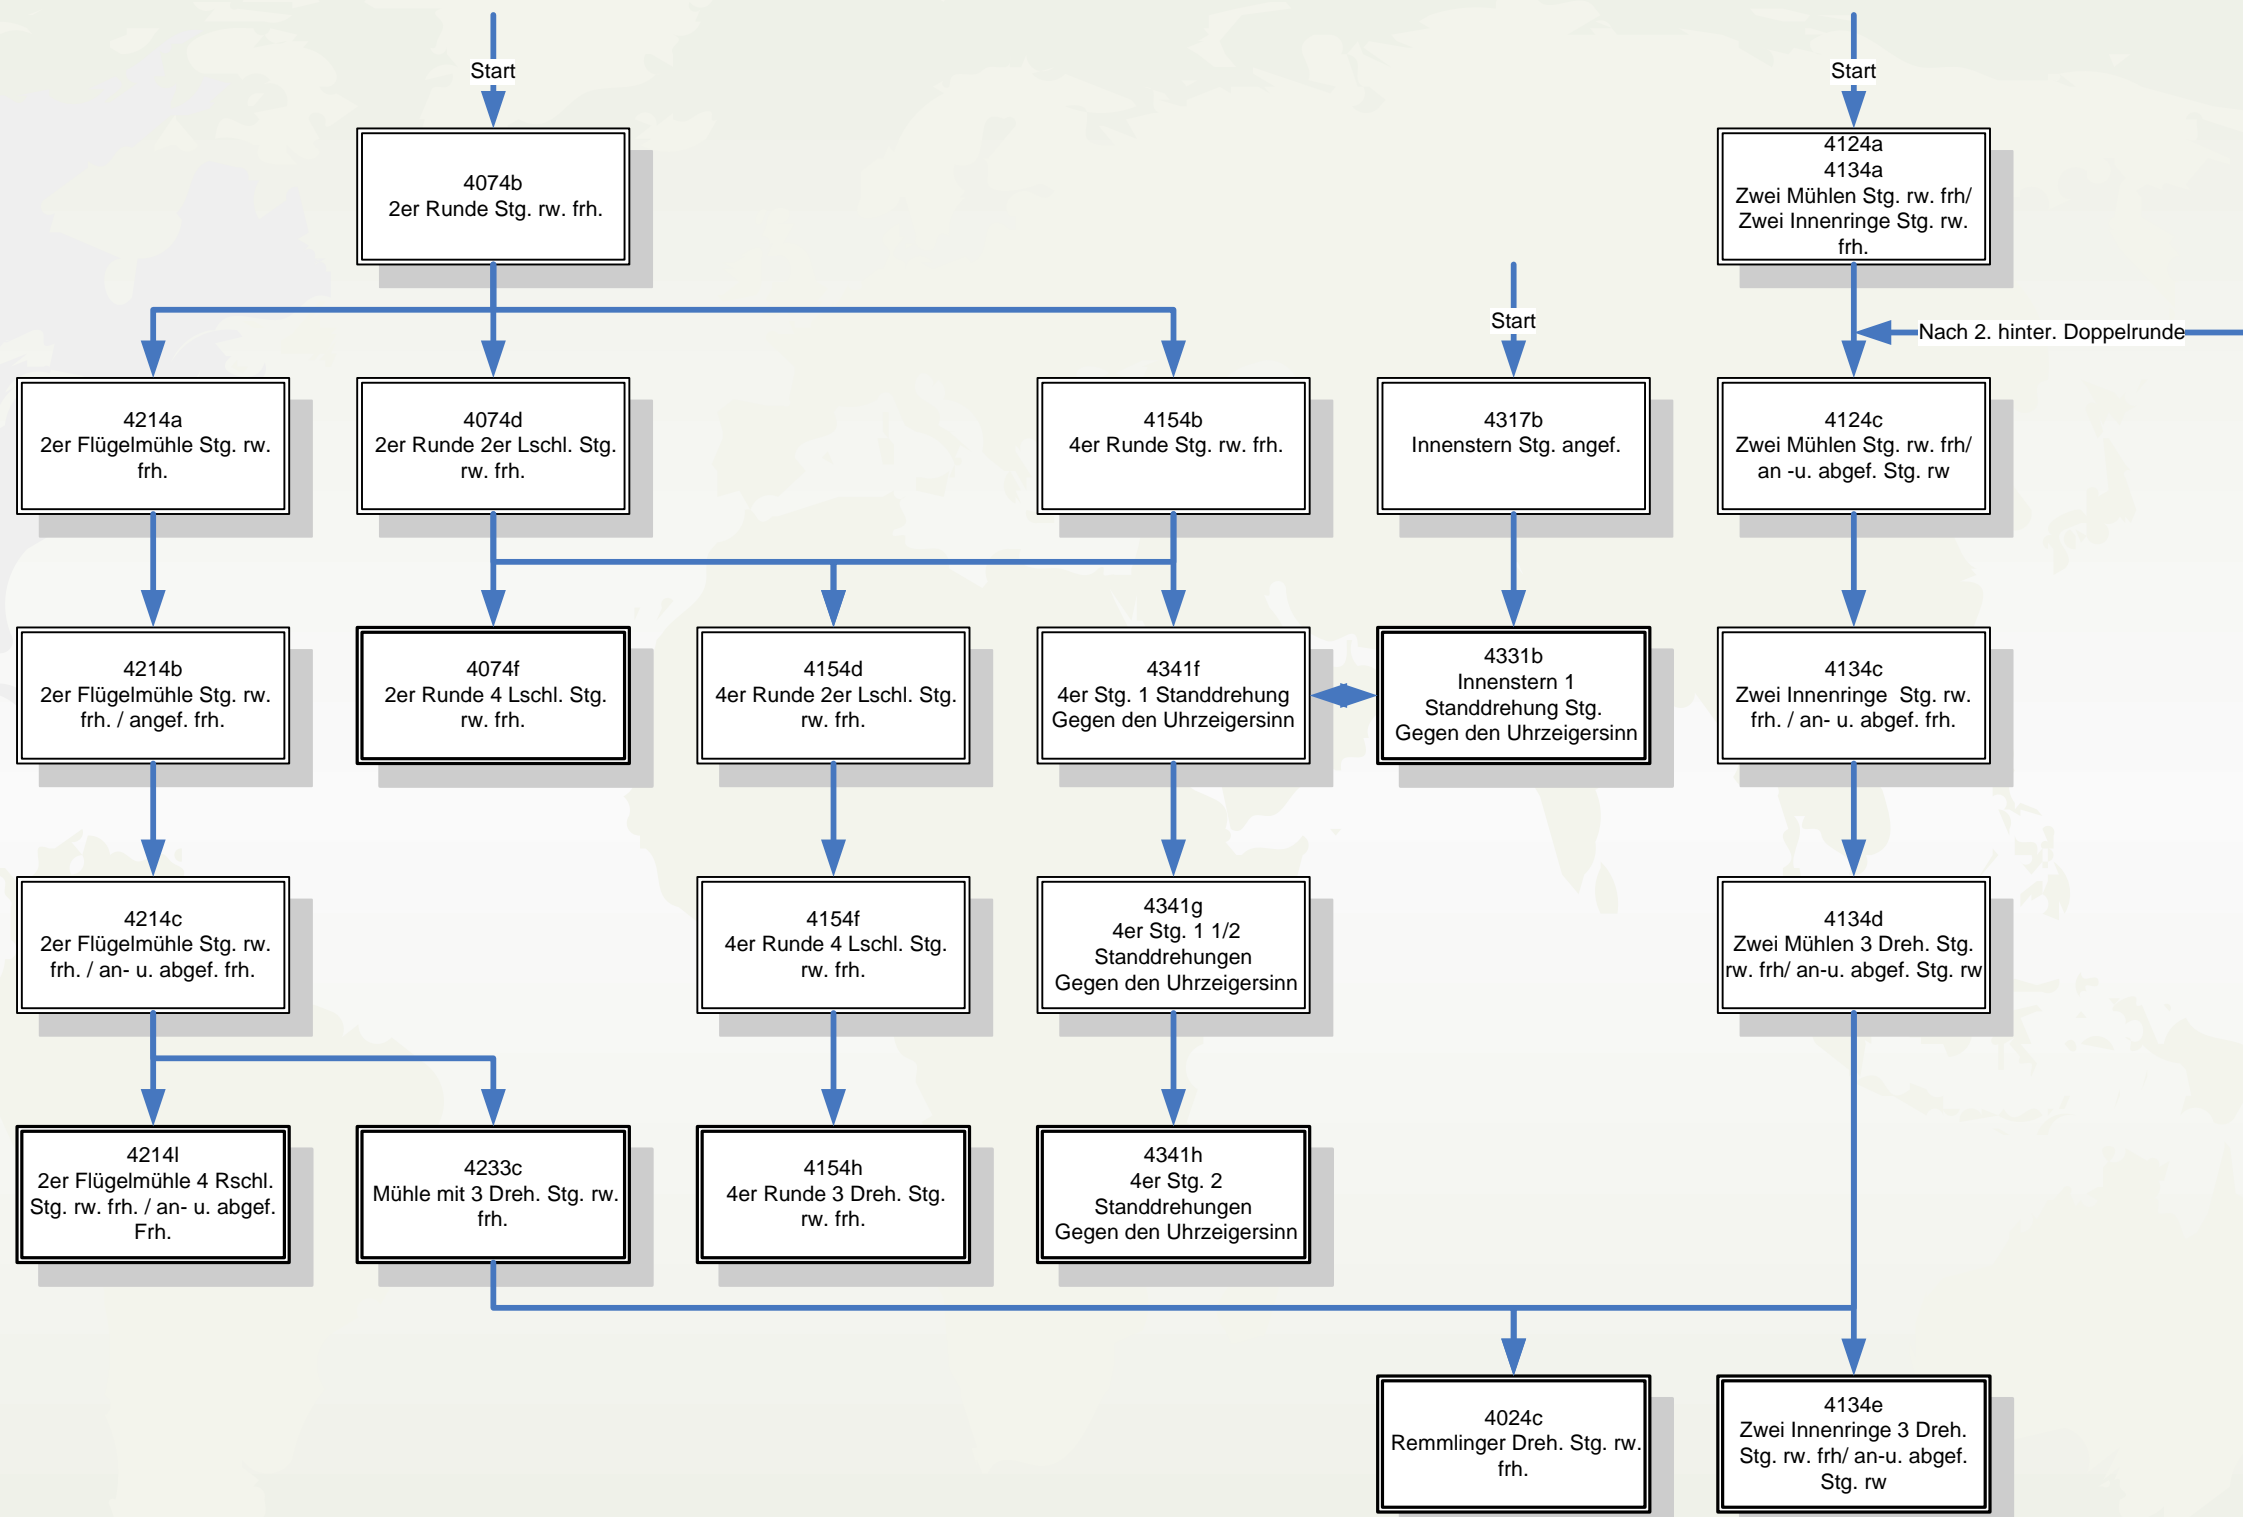 Start
Start
4074b
2er Runde Stg. rw. frh.
4124a
4134a
Zwei Mühlen Stg. rw. frh/
Zwei Innenringe Stg. rw.
frh.
Start
Nach 2. hinter. Doppelrunde
4214a
2er Flügelmühle Stg. rw.
frh.
4074d
2er Runde 2er Lschl. Stg.
rw. frh.
4154b
4er Runde Stg. rw. frh.
4317b
Innenstern Stg. angef.
4124c
Zwei Mühlen Stg. rw. frh/
an -u. abgef. Stg. rw
4214b
2er Flügelmühle Stg. rw.
frh. / angef. frh.
4074f
2er Runde 4 Lschl. Stg.
rw. frh.
4154d
4er Runde 2er Lschl. Stg.
rw. frh.
4341f
4er Stg. 1 Standdrehung
Gegen den Uhrzeigersinn
4331b
Innenstern 1
Standdrehung Stg.
Gegen den Uhrzeigersinn
4134c
Zwei Innenringe Stg. rw.
frh. / an- u. abgef. frh.
4214c
2er Flügelmühle Stg. rw.
frh. / an- u. abgef. frh.
4154f
4er Runde 4 Lschl. Stg.
rw. frh.
4341g
4er Stg. 1 1/2
Standdrehungen
Gegen den Uhrzeigersinn
4134d
Zwei Mühlen 3 Dreh. Stg.
rw. frh/ an-u. abgef. Stg. rw
4214l
2er Flügelmühle 4 Rschl.
Stg. rw. frh. / an- u. abgef.
Frh.
4233c
Mühle mit 3 Dreh. Stg. rw.
frh.
4154h
4er Runde 3 Dreh. Stg.
rw. frh.
4341h
4er Stg. 2
Standdrehungen
Gegen den Uhrzeigersinn
4024c
Remmlinger Dreh. Stg. rw.
frh.
4134e
Zwei Innenringe 3 Dreh.
Stg. rw. frh/ an-u. abgef.
Stg. rw